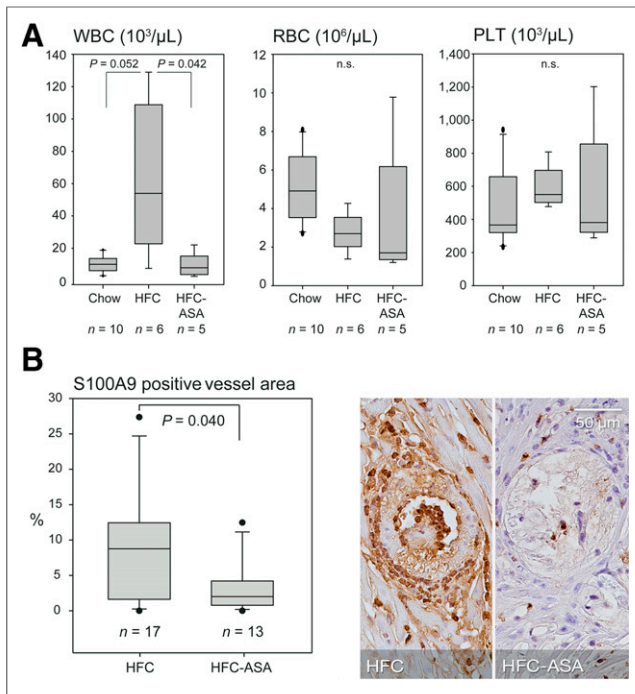 A
WBC (10³/µL)
140
120
100
80
60
40
20
0
P = 0.052
P = 0.042
Chow
HFC
HFC-
ASA
n = 10
n = 6
n = 5
RBC (10⁶/µL)
12
10
8
6
4
2
0
n.s.
Chow
HFC
HFC-
ASA
n = 10
n = 6
n = 5
PLT (10³/µL)
1,400
1,200
1,000
800
600
400
200
0
n.s.
Chow
HFC
HFC-
ASA
n = 10
n = 6
n = 5
B
S100A9 positive vessel area
30
25
20
15
10
5
0
%
P = 0.040
n = 17
n = 13
HFC
HFC-ASA
50 µm
HFC
HFC-ASA